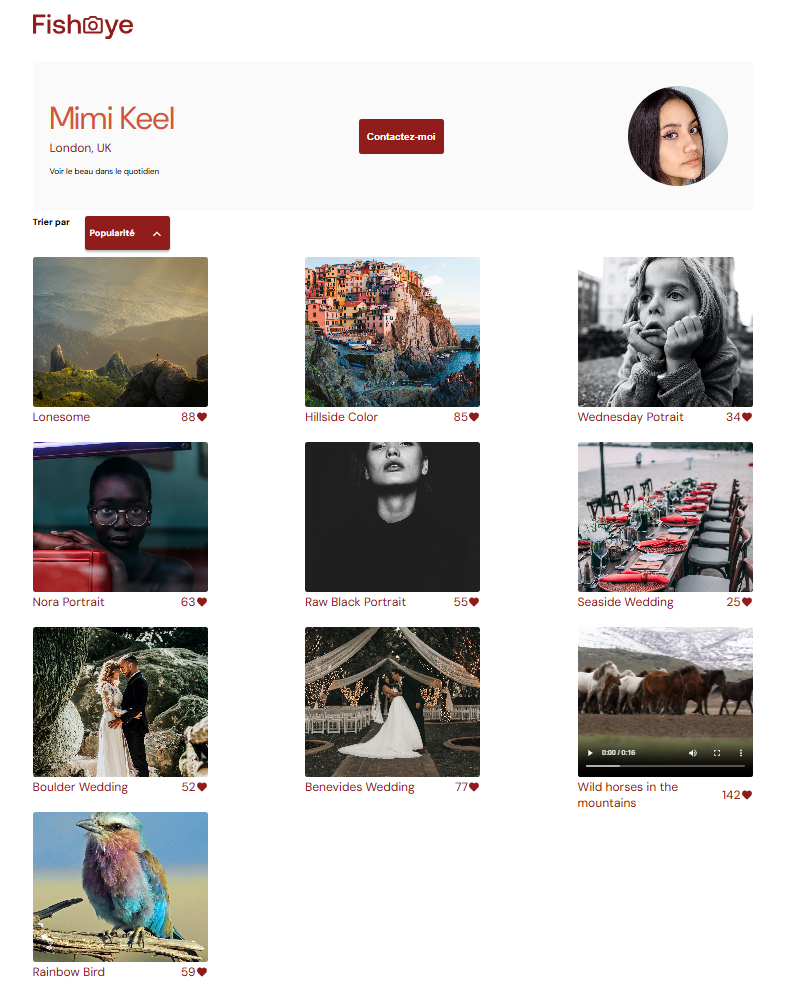 Fisheye
Mimi Keel
London, UK
Voir le beau dans le quotidien
Contactez-moi
Trier par
Popularité
Lonesome 88
Hillside Color 85
Wednesday Potrait 34
Nora Portrait 63
Raw Black Portrait 55
Seaside Wedding 25
Boulder Wedding 52
Benevides Wedding 77
0:00 / 0:16
Wild horses in the
mountains
142
Rainbow Bird 59